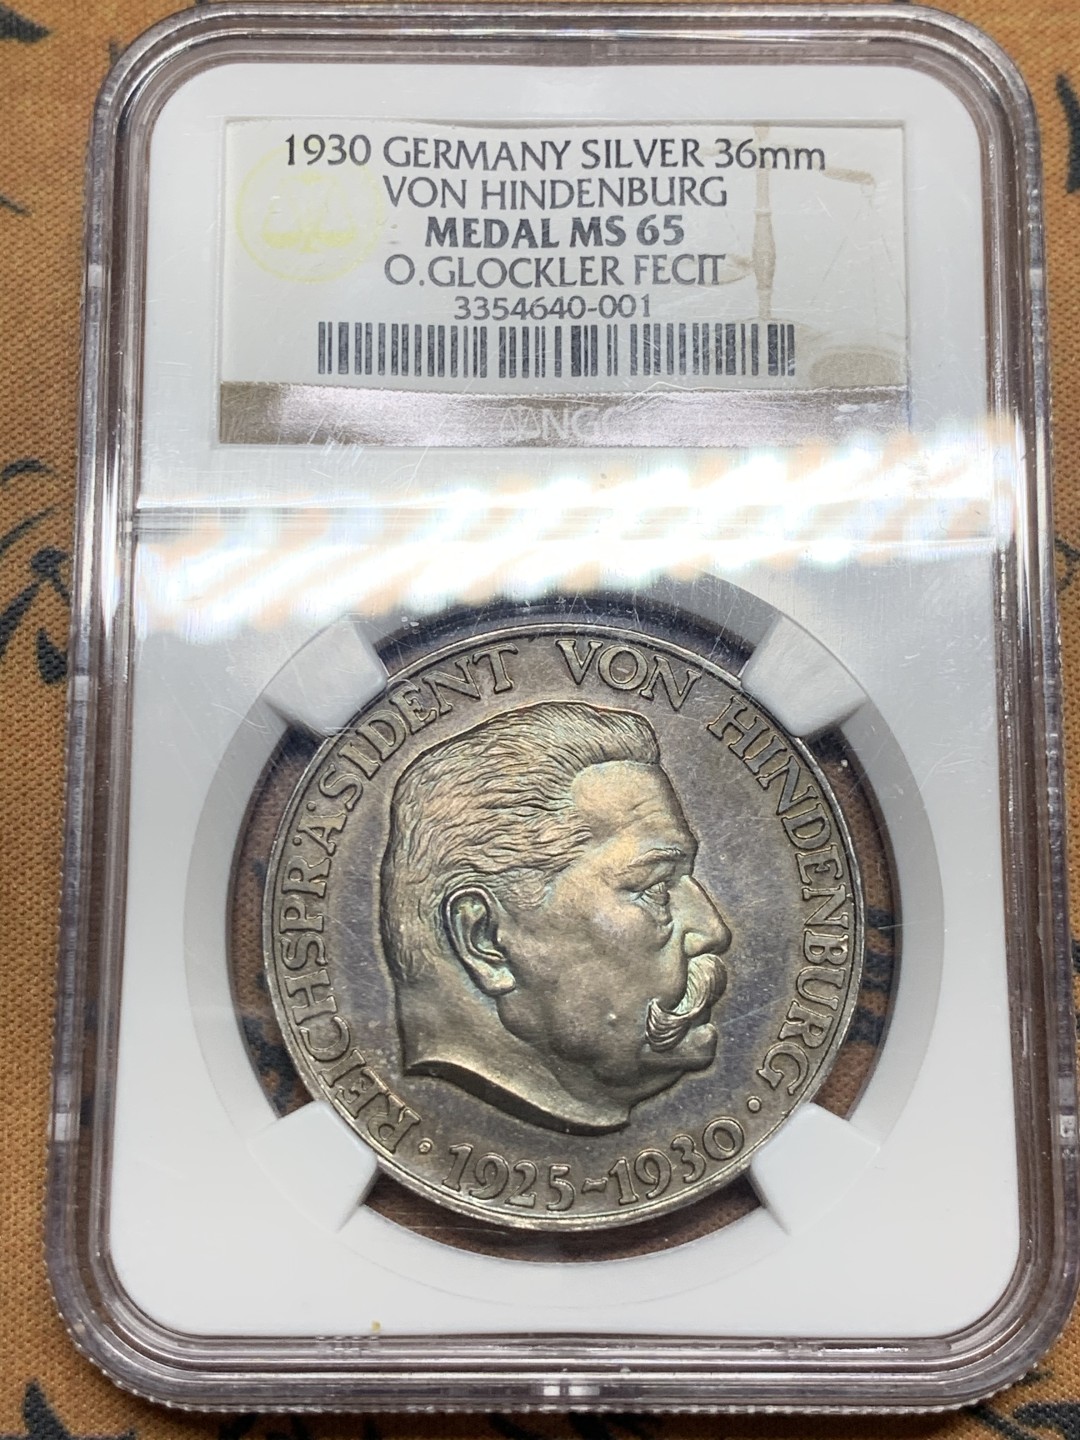 1930 GERMANY SILVER 36mm
VON HINDENBURG
MEDAL MS 65
O.GLOCKLER FECIT
3354640-001
NGC
REICHSPRÄSIDENT VON HINDENBURG
· 1925-1930 ·